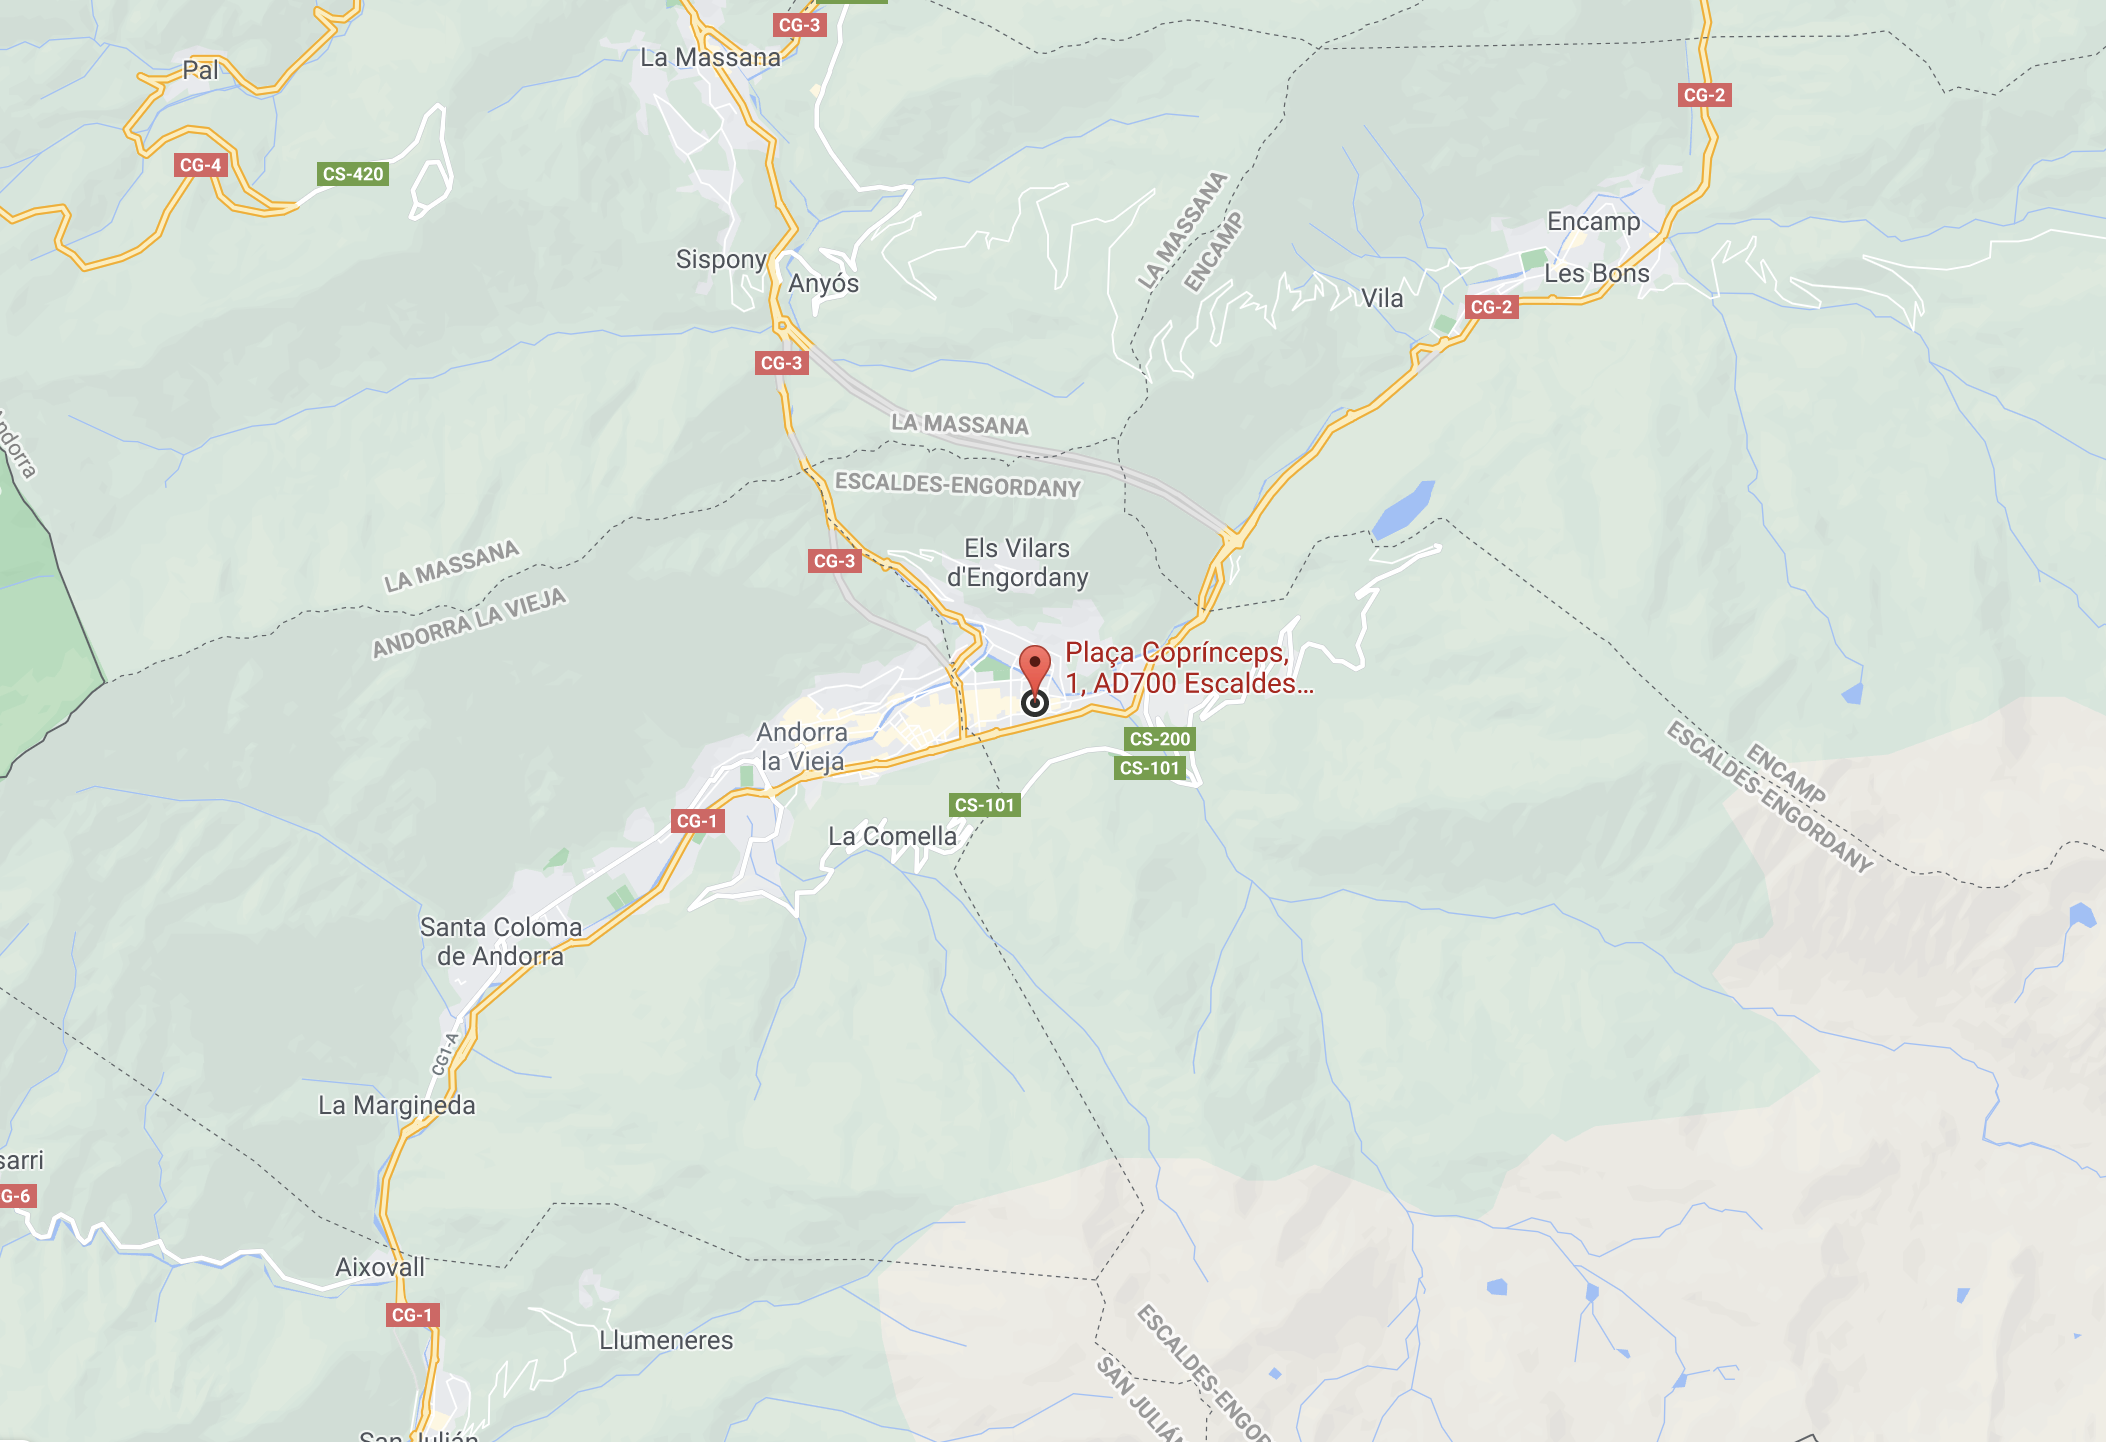 CG-3
La Massana
Pal
CG-2
CG-4
CS-420
LA MASSANA
ENCAMP
Encamp
Sispony
Anyós
Les Bons
Vila
CG-2
CG-3
LA MASSANA
ESCALDES-ENGORDANY
Andorra
LA MASSANA
ANDORRA LA VIEJA
Els Vilars
d'Engordany
CG-3
Plaça Coprínceps,
1, AD700 Escaldes...
Andorra
la Vieja
CS-200
CS-101
ENCAMP
ESCALDES-ENGORDANY
CS-101
CG-1
La Comella
Santa Coloma
de Andorra
CG1-A
La Margineda
sarri
G-6
Aixovall
CG-1
Llumeneres
ESCALDES-ENGOR
SAN JULIÁN
San Julián